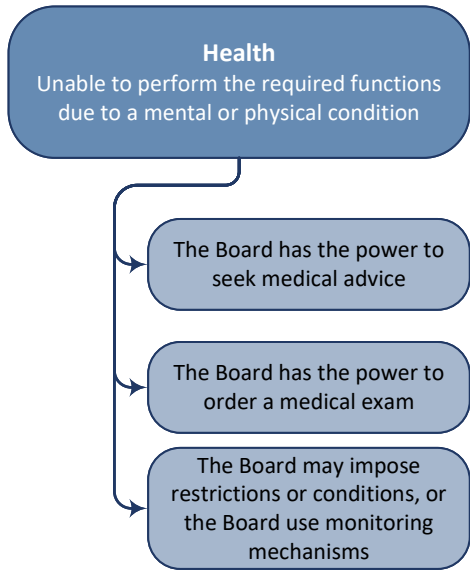 Health
Unable to perform the required functions
due to a mental or physical condition
The Board has the power to
seek medical advice
The Board has the power to
order a medical exam
The Board may impose
restrictions or conditions, or
the Board use monitoring
mechanisms